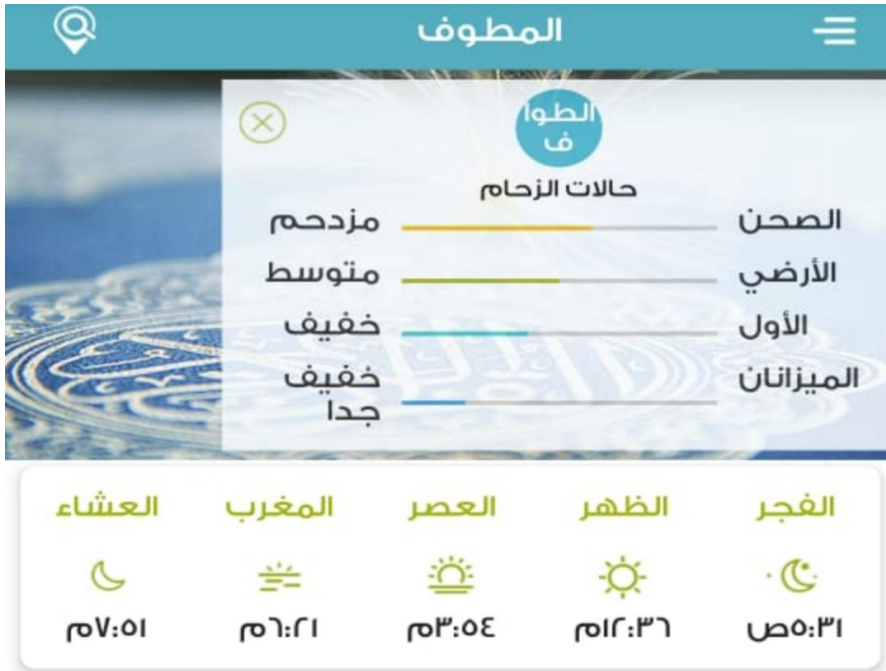 المطوف
الطوا
ف
حالات الزحام
الصحن مزدحم
الأرضي متوسط
الأول خفيف
الميزانان خفيف
جدا
الفجر الظهر العصر المغرب العشاء
٥:٣١ص ١٢:٣٦م ٣:٥٤م ٦:٢١م ٧:٥١م